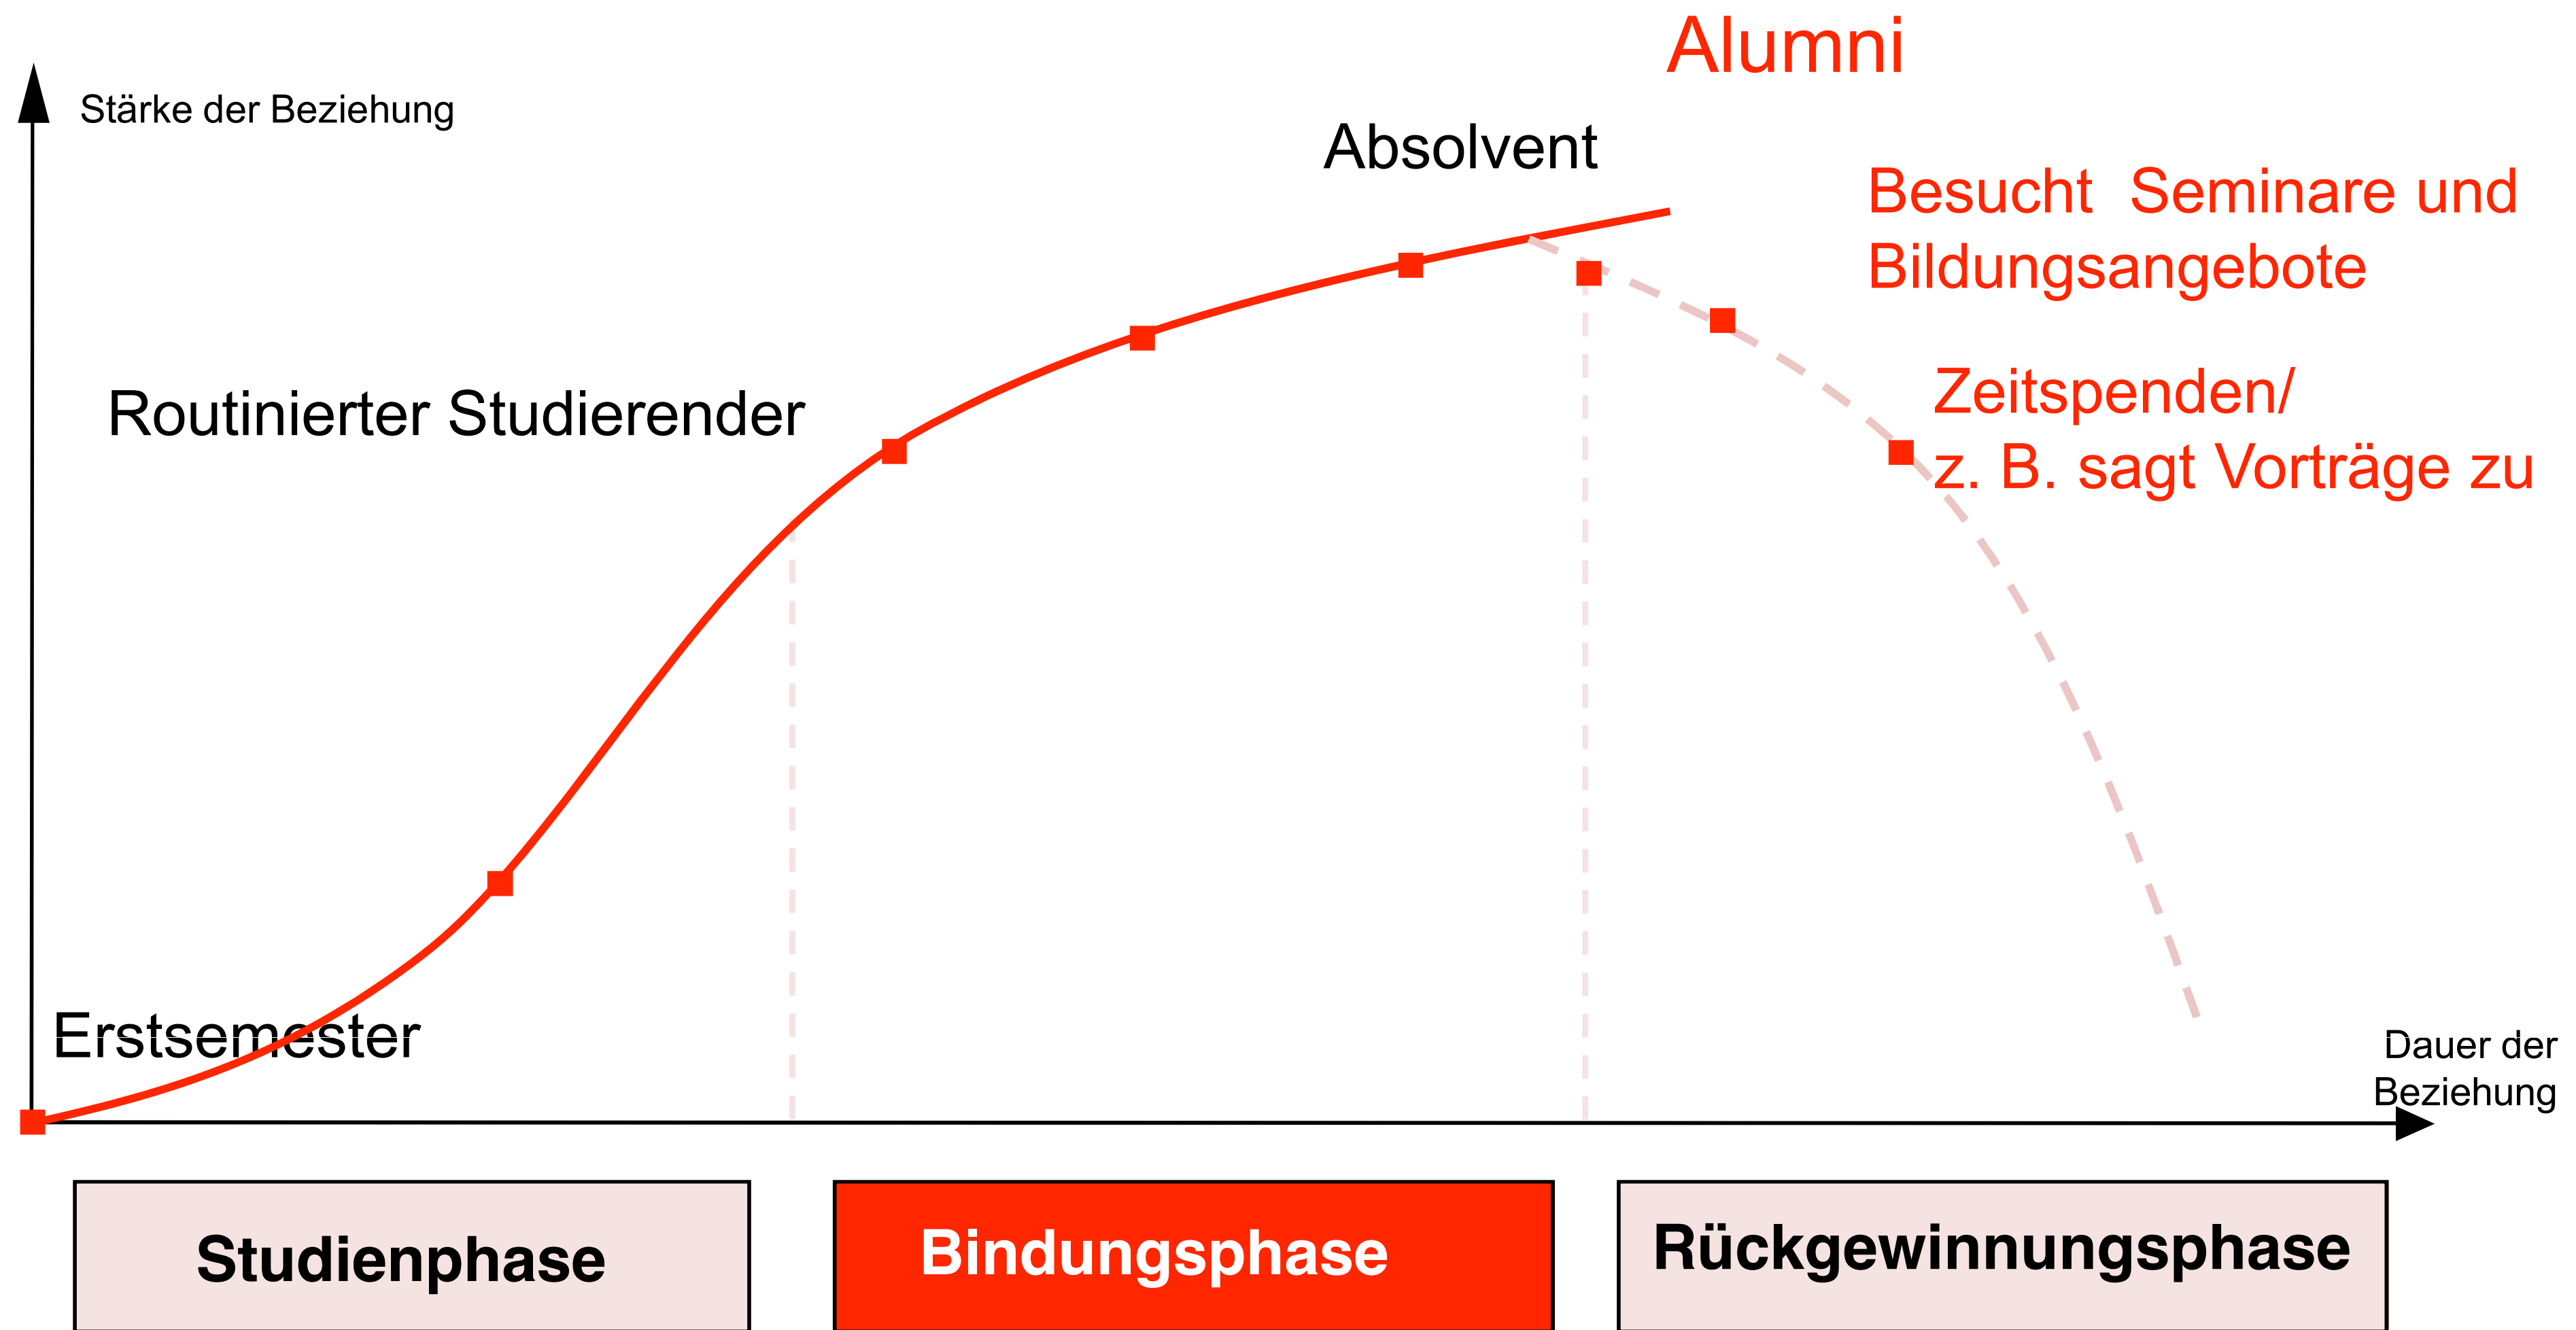 Alumni
Stärke der Beziehung
Absolvent
Besucht  Seminare und
Bildungsangebote
Routinierter Studierender
Zeitspenden/
z. B. sagt Vorträge zu
Erstsemester
Dauer der
Beziehung
Studienphase
Bindungsphase
Rückgewinnungsphase